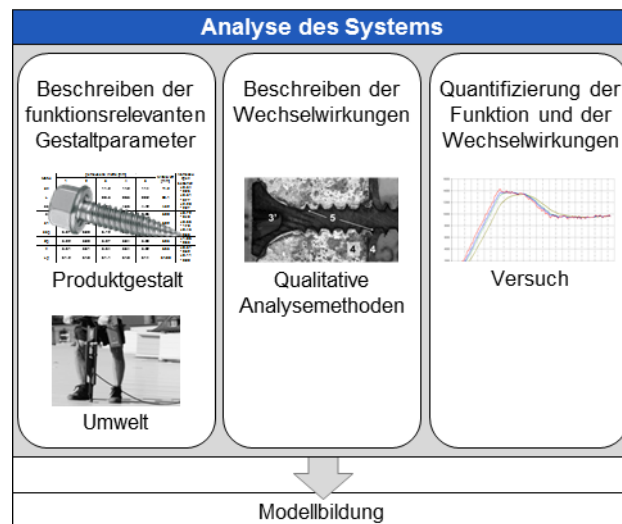 Analyse des Systems
Beschreiben der
funktionsrelevanten
Gestaltparameter
Produktgestalt
Umwelt
Beschreiben der
Wechselwirkungen
3'
5
4
4
Qualitative
Analysemethoden
Quantifizierung der
Funktion und der
Wechselwirkungen
Versuch
Modellbildung